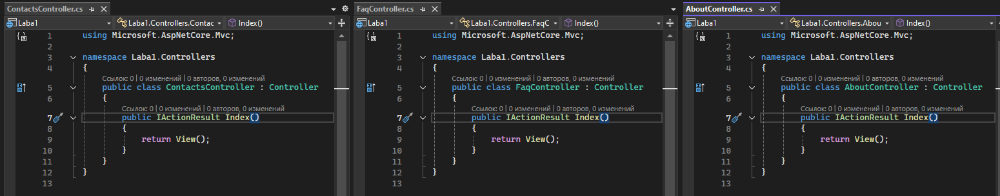 ContactsController.cs
Laba1
Laba1.Controllers.Contac
Index()
1 using Microsoft.AspNetCore.Mvc;
2
3 namespace Laba1.Controllers
4 {
Ссылок: 0 | 0 изменений | 0 авторов, 0 изменений
5 public class ContactsController : Controller
6 {
Ссылок: 0 | 0 изменений | 0 авторов, 0 изменений
7 public IActionResult Index()
8 {
9 return View();
10 }
11 }
12 }
13
FaqController.cs
Laba1
Laba1.Controllers.FaqC
Index()
1 using Microsoft.AspNetCore.Mvc;
2
3 namespace Laba1.Controllers
4 {
Ссылок: 0 | 0 изменений | 0 авторов, 0 изменений
5 public class FaqController : Controller
6 {
Ссылок: 0 | 0 изменений | 0 авторов, 0 изменений
7 public IActionResult Index()
8 {
9 return View();
10 }
11 }
12 }
13
AboutController.cs
Laba1
Laba1.Controllers.Abou
Index()
1 using Microsoft.AspNetCore.Mvc;
2
3 namespace Laba1.Controllers
4 {
Ссылок: 0 | 0 изменений | 0 авторов, 0 изменений
5 public class AboutController : Controller
6 {
Ссылок: 0 | 0 изменений | 0 авторов, 0 изменений
7 public IActionResult Index()
8 {
9 return View();
10 }
11 }
12 }
13